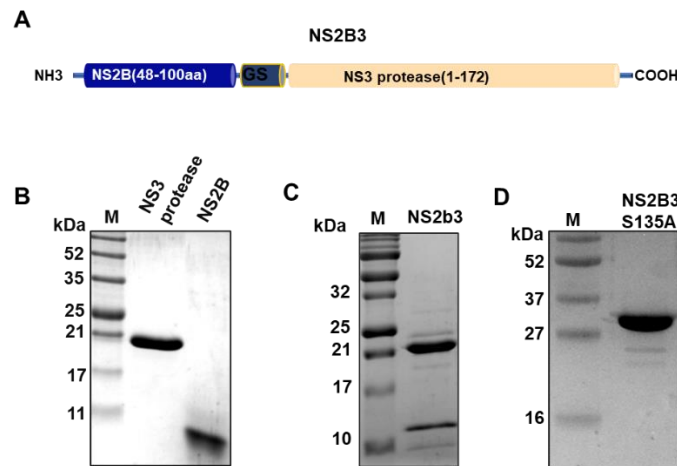 A
NS2B3
NH3 NS2B(48-100aa) GS NS3 protease(1-172) COOH
B
kDa M NS3 protease NS2B
52
35
25
21
17
11
C
kDa M NS2b3
32
25
21
17
10
D
kDa M NS2B3 S135A
52
37
27
16